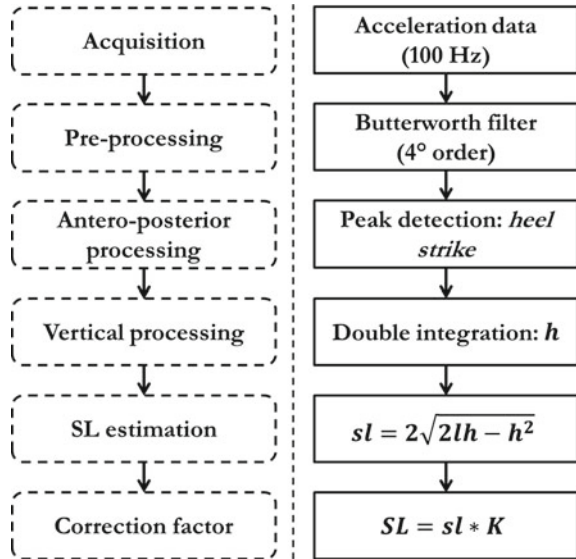 Acquisition
Acceleration data
(100 Hz)
Pre-processing
Butterworth filter
(4° order)
Antero-posterior
processing
Peak detection: heel
strike
Vertical processing
Double integration: h
SL estimation
sl = 2√(2lh − h²)
Correction factor
SL = sl * K